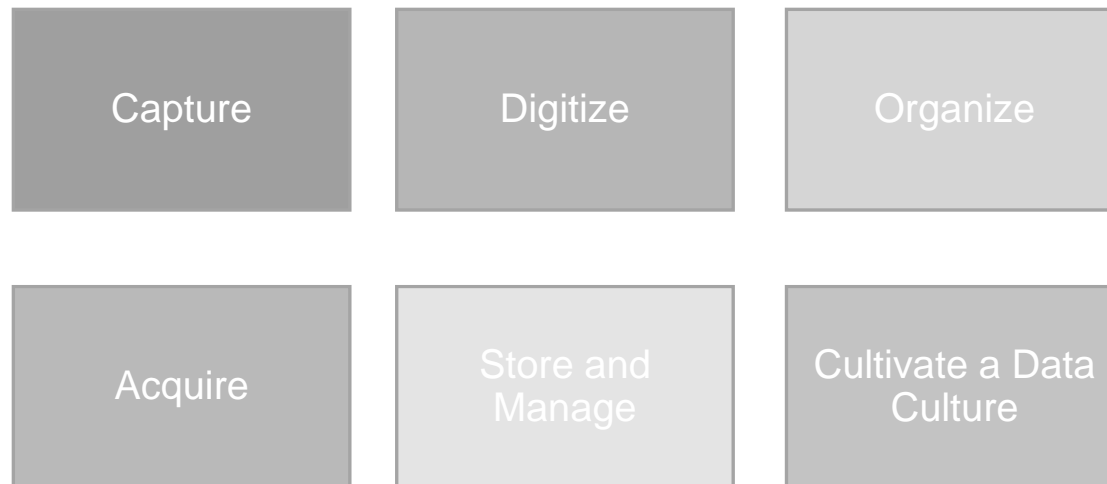 Capture
Digitize
Organize
Acquire
Store and
Manage
Cultivate a Data
Culture